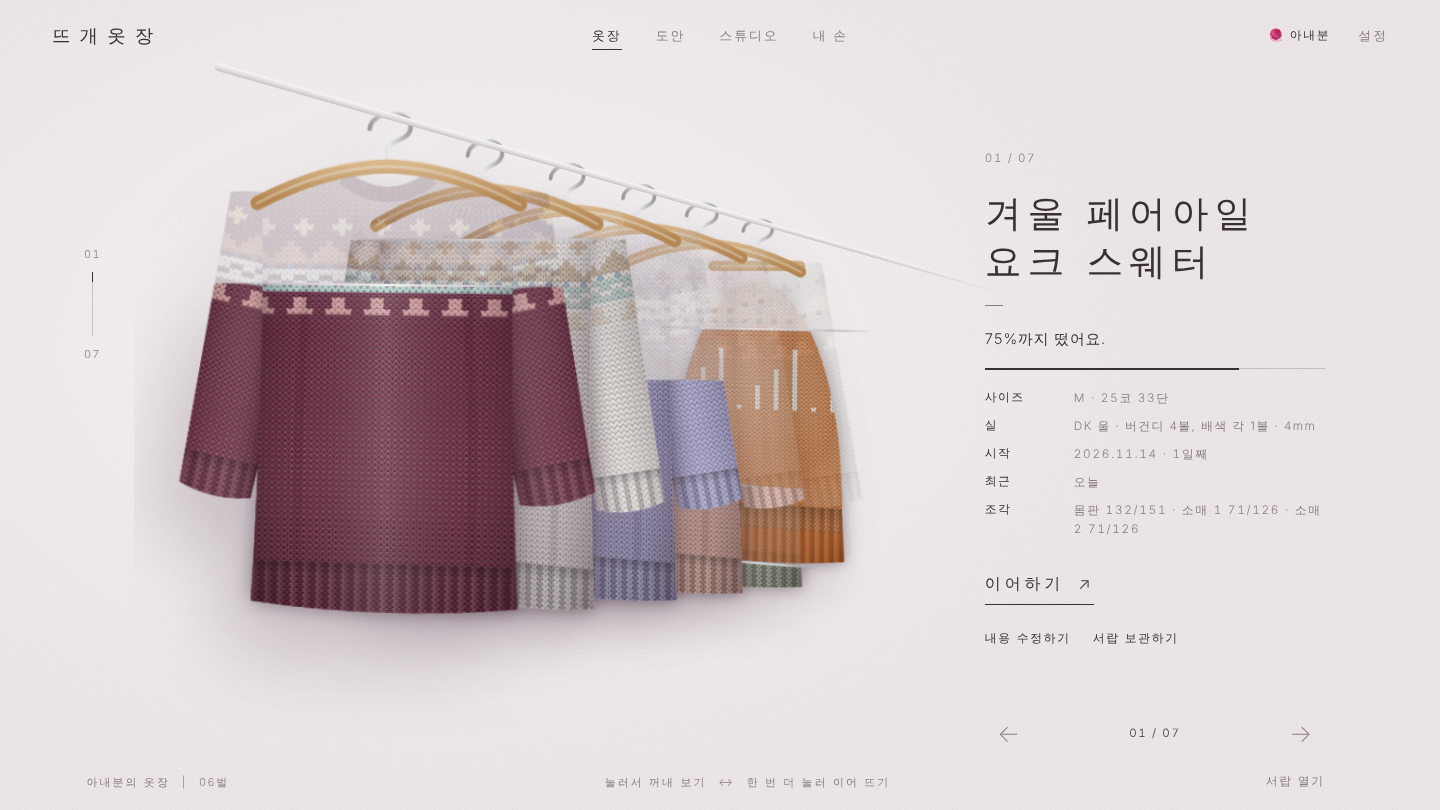 뜨개옷장
옷장
도안
스튜디오
내 손
아내분
설정
01
07
01 / 07
겨울 페어아일
요크 스웨터
75%까지 떴어요.
사이즈 M · 25코 33단
실 DK 울 · 버건디 4볼, 배색 각 1볼 · 4mm
시작 2026.11.14 · 1일째
최근 오늘
조각 몸판 132/151 · 소매 1 71/126 · 소매
2 71/126
이어하기
내용 수정하기 서랍 보관하기
01 / 07
아내분의 옷장 06벌
눌러서 꺼내 보기 ↔ 한 번 더 눌러 이어 뜨기
서랍 열기